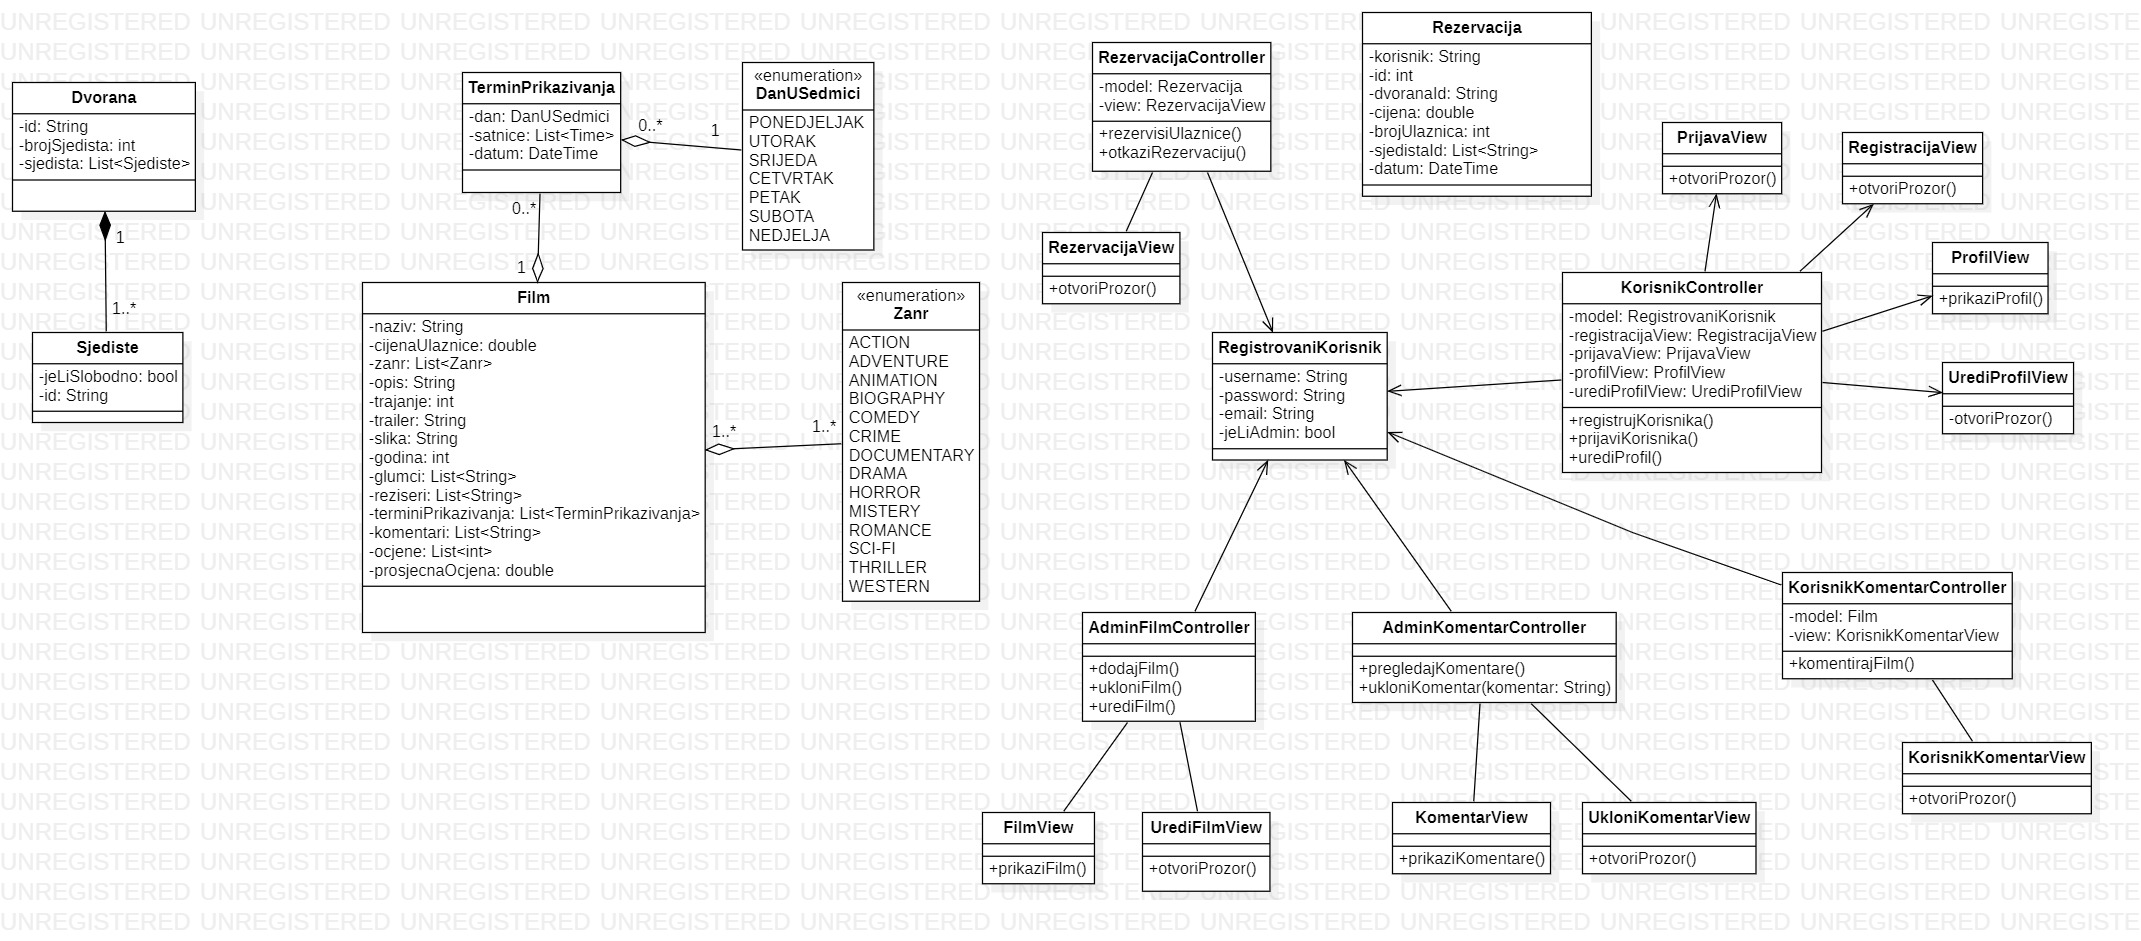 Dvorana
-id: String
-brojSjedista: int
-sjedista: List<Sjediste>
1
1..*
Sjediste
-jeLiSlobodno: bool
-id: String
TerminPrikazivanja
-dan: DanUSedmici
-satnice: List<Time>
-datum: DateTime
0..*
1
«enumeration»
DanUSedmici
PONEDJELJAK
UTORAK
SRIJEDA
CETVRTAK
PETAK
SUBOTA
NEDJELJA
0..*
1
Film
-naziv: String
-cijenaUlaznice: double
-zanr: List<Zanr>
-opis: String
-trajanje: int
-trailer: String
-slika: String
-godina: int
-glumci: List<String>
-reziseri: List<String>
-terminiPrikazivanja: List<TerminPrikazivanja>
-komentari: List<String>
-ocjene: List<int>
-prosjecnaOcjena: double
1..*
1..*
«enumeration»
Zanr
ACTION
ADVENTURE
ANIMATION
BIOGRAPHY
COMEDY
CRIME
DOCUMENTARY
DRAMA
HORROR
MISTERY
ROMANCE
SCI-FI
THRILLER
WESTERN
RezervacijaController
-model: Rezervacija
-view: RezervacijaView
+rezervisiUlaznice()
+otkaziRezervaciju()
RezervacijaView
+otvoriProzor()
Rezervacija
-korisnik: String
-id: int
-dvoranaId: String
-cijena: double
-brojUlaznica: int
-sjedistaId: List<String>
-datum: DateTime
PrijavaView
+otvoriProzor()
RegistracijaView
+otvoriProzor()
ProfilView
+prikaziProfil()
KorisnikController
-model: RegistrovaniKorisnik
-registracijaView: RegistracijaView
-prijavaView: PrijavaView
-profilView: ProfilView
-urediProfilView: UrediProfilView
+registrujKorisnika()
+prijaviKorisnika()
+urediProfil()
UrediProfilView
-otvoriProzor()
RegistrovaniKorisnik
-username: String
-password: String
-email: String
-jeLiAdmin: bool
AdminFilmController
+dodajFilm()
+ukloniFilm()
+urediFilm()
AdminKomentarController
+pregledajKomentare()
+ukloniKomentar(komentar: String)
KorisnikKomentarController
-model: Film
-view: KorisnikKomentarView
+komentirajFilm()
FilmView
+prikaziFilm()
UrediFilmView
+otvoriProzor()
KomentarView
+prikaziKomentare()
UkloniKomentarView
+otvoriProzor()
KorisnikKomentarView
+otvoriProzor()
UNREGISTERED